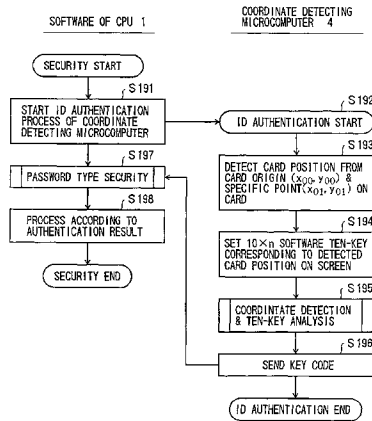 SOFTWARE OF CPU 1
COORDINATE DETECTING
MICROCOMPUTER 4
SECURITY START
S191
START ID AUTHENTICATION
PROCESS OF COORDINATE
DETECTING MICROCOMPUTER
S197
PASSWORD TYPE SECURITY
S198
PROCESS ACCORDING TO
AUTHENTICATION RESULT
SECURITY END
S192
ID AUTHENTICATION START
S193
DETECT CARD POSITION FROM
CARD ORIGIN (X00, Y00) &
SPECIFIC POINT(X01, Y01) ON
CARD
S194
SET 10×n SOFTWARE TEN-KEY
CORRESPONDING TO DETECTED
CARD POSITION ON SCREEN
S195
COORDINTATE DETECTION
& TEN-KEY ANALYSIS
S196
SEND KEY CODE
ID AUTHENTICATION END